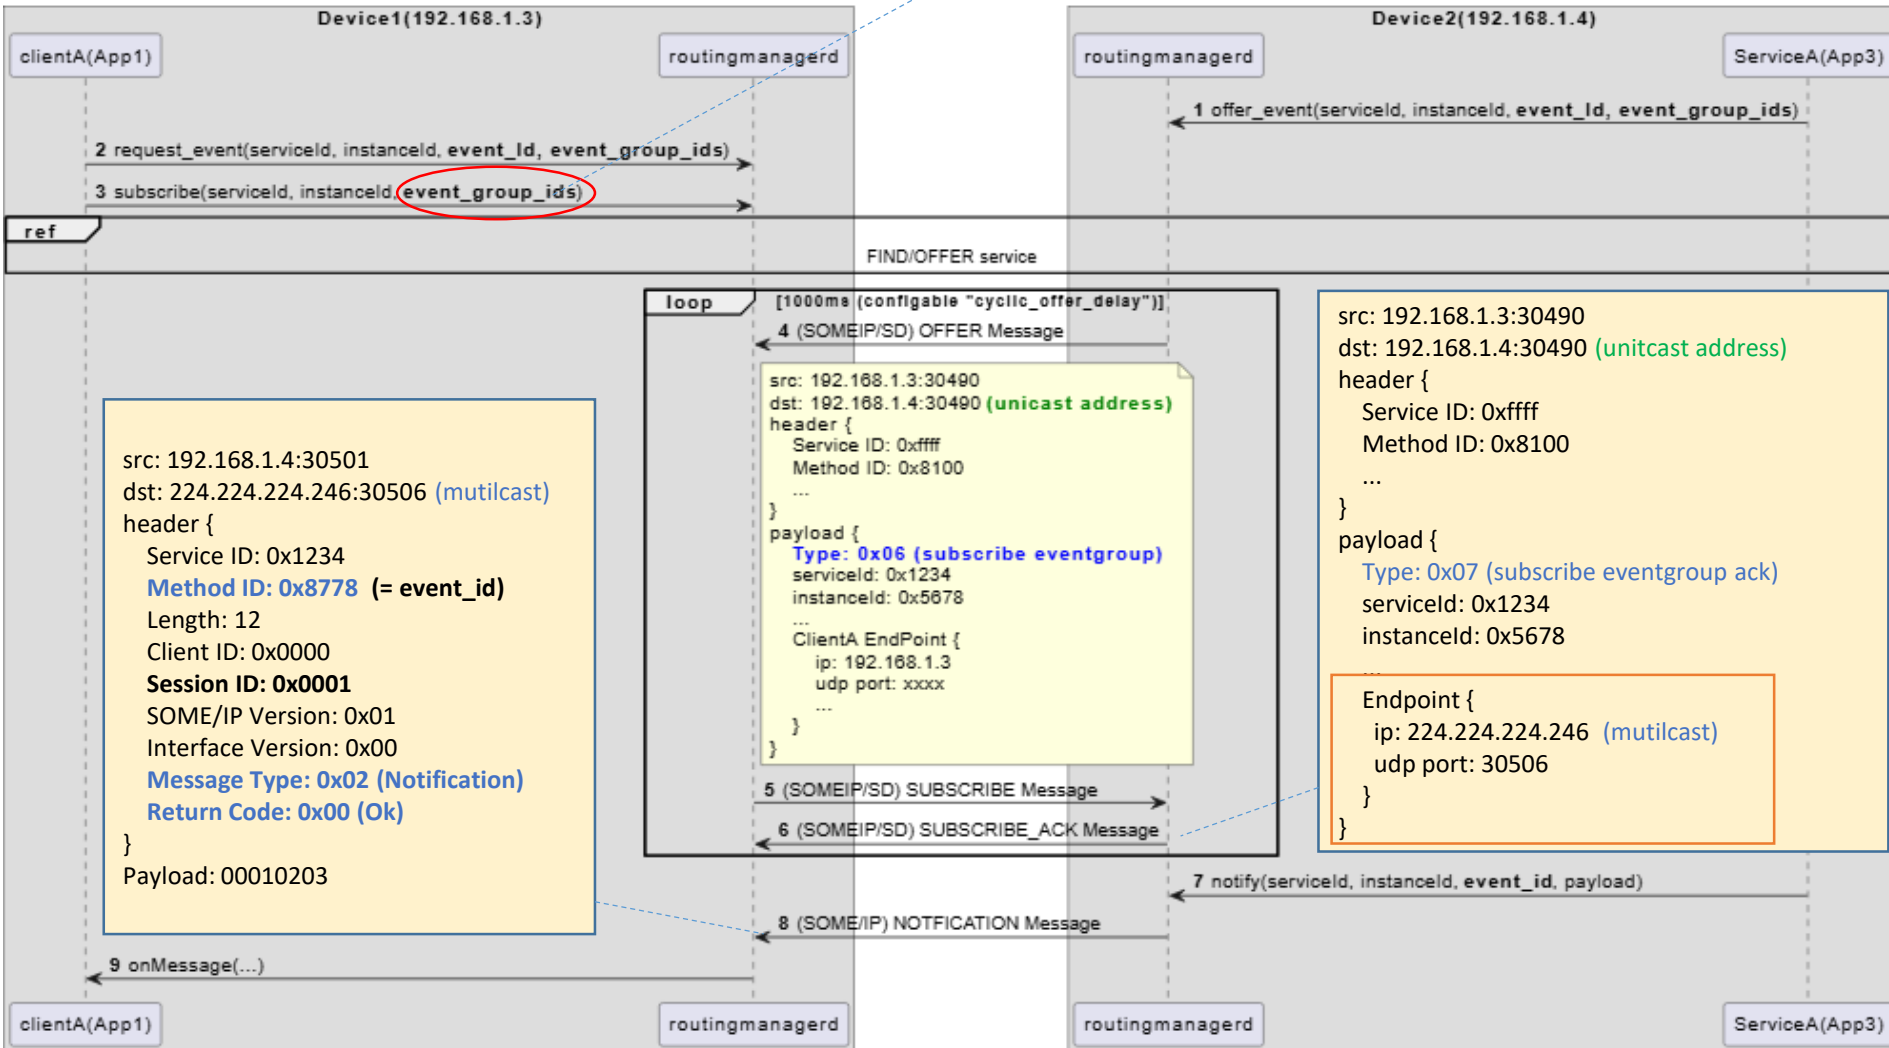 Device1(192.168.1.3)
Device2(192.168.1.4)
clientA(App1)
routingmanagerd
routingmanagerd
ServiceA(App3)
1 offer_event(serviceId, instanceId, event_Id, event_group_ids)
2 request_event(serviceId, instanceId, event_Id, event_group_ids)
3 subscribe(serviceId, instanceId, event_group_ids)
ref
FIND/OFFER service
loop
[1000ms (configable "cyclic_offer_delay")]
4 (SOMEIP/SD) OFFER Message
src: 192.168.1.3:30490
dst: 192.168.1.4:30490 (unicast address)
header {
Service ID: 0xffff
Method ID: 0x8100
...
}
payload {
Type: 0x06 (subscribe eventgroup)
serviceId: 0x1234
instanceId: 0x5678
...
ClientA EndPoint {
ip: 192.168.1.3
udp port: xxxx
...
}
}
5 (SOMEIP/SD) SUBSCRIBE Message
6 (SOMEIP/SD) SUBSCRIBE_ACK Message
src: 192.168.1.3:30490
dst: 192.168.1.4:30490 (unitcast address)
header {
Service ID: 0xffff
Method ID: 0x8100
...
}
payload {
Type: 0x07 (subscribe eventgroup ack)
serviceId: 0x1234
instanceId: 0x5678
...
Endpoint {
ip: 224.224.224.246 (mutilcast)
udp port: 30506
}
}
src: 192.168.1.4:30501
dst: 224.224.224.246:30506 (mutilcast)
header {
Service ID: 0x1234
Method ID: 0x8778 (= event_id)
Length: 12
Client ID: 0x0000
Session ID: 0x0001
SOME/IP Version: 0x01
Interface Version: 0x00
Message Type: 0x02 (Notification)
Return Code: 0x00 (Ok)
}
Payload: 00010203
7 notify(serviceId, instanceId, event_id, payload)
8 (SOME/IP) NOTFICATION Message
9 onMessage(...)
clientA(App1)
routingmanagerd
routingmanagerd
ServiceA(App3)